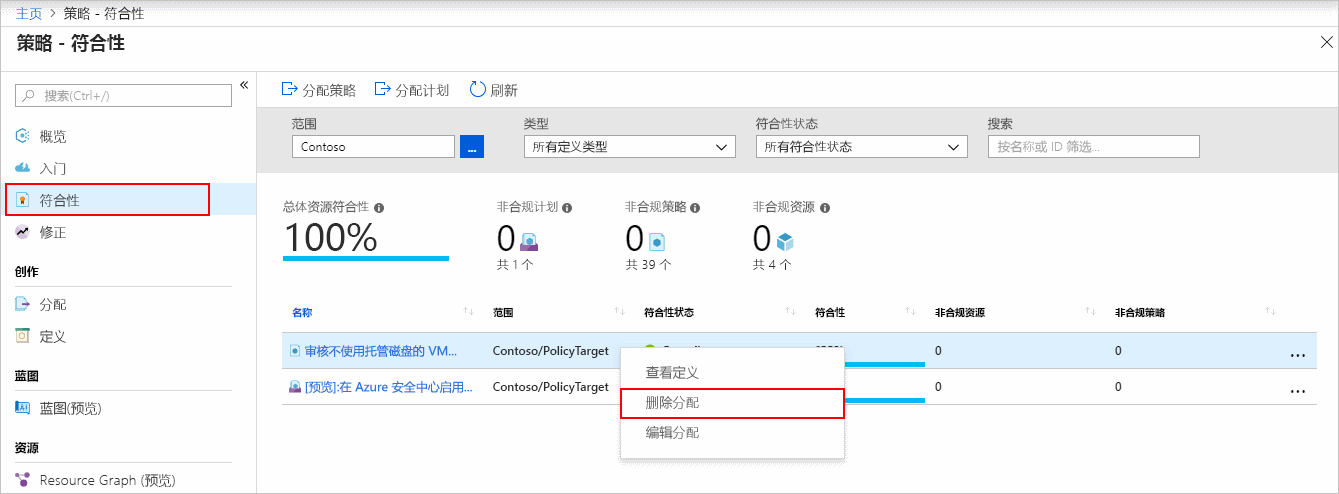 主页 > 策略 - 符合性
策略 - 符合性
搜索(Ctrl+/)
概览
入门
符合性
修正
创作
分配
定义
蓝图
蓝图(预览)
资源
Resource Graph (预览)
分配策略 分配计划 刷新
范围 类型 符合性状态 搜索
Contoso ... 所有定义类型 所有符合性状态 按名称或 ID 筛选...
总体资源符合性 非合规计划 非合规策略 非合规资源
100% 0 0 0
共 1 个 共 39 个 共 4 个
名称 范围 符合性状态 符合性 非合规资源 非合规策略
审核不使用托管磁盘的 VM... Contoso/PolicyTarget 0 0 ...
[预览]:在 Azure 安全中心启用... Contoso/PolicyTarget 0 0 ...
查看定义
删除分配
编辑分配